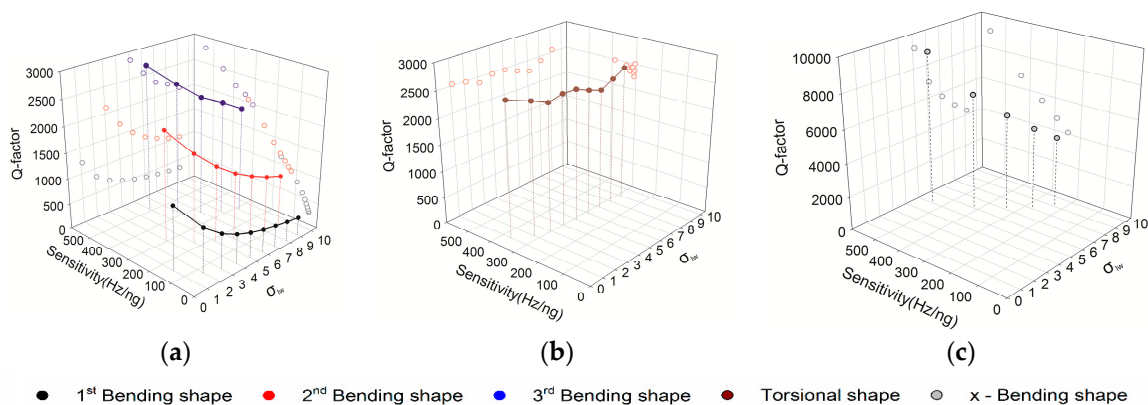 3000
2500
2000
1500
1000
500
0
Q-factor
500
400
300
200
100
0
Sensitivity(Hz/ng)
0 1 2 3 4 5 6 7 8 9 10
σlw
(a)
3000
2500
2000
1500
1000
500
0
Q-factor
500
400
300
200
100
0
Sensitivity(Hz/ng)
0 1 2 3 4 5 6 7 8 9 10
σlw
(b)
10000
8000
6000
4000
2000
0
Q-factor
500
400
300
200
100
0
Sensitivity(Hz/ng)
0 1 2 3 4 5 6 7 8 9 10
σlw
(c)
1st Bending shape 2nd Bending shape 3rd Bending shape Torsional shape x - Bending shape